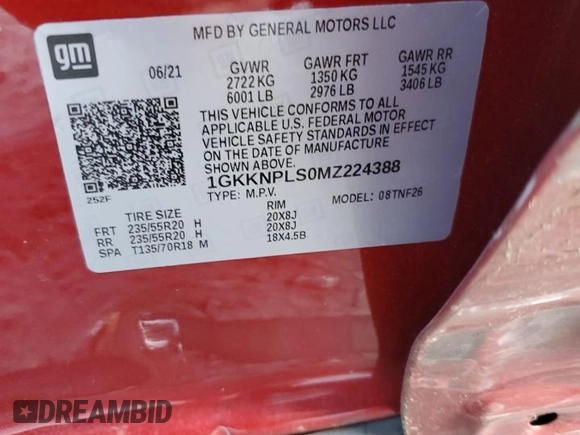 MFD BY GENERAL MOTORS LLC
gm
06/21 GVWR GAWR FRT GAWR RR
2722 KG 1350 KG 1545 KG
6001 LB 2976 LB 3406 LB
THIS VEHICLE CONFORMS TO ALL
APPLICABLE U.S. FEDERAL MOTOR
VEHICLE SAFETY STANDARDS IN EFFECT
ON THE DATE OF MANUFACTURE
SHOWN ABOVE.
1GKKNPLS0MZ224388
TYPE: M.P.V. MODEL: 08TNF26
252F
TIRE SIZE RIM
FRT 235/55R20 H 20X8J
RR 235/55R20 H 20X8J
SPA T135/70R18 M 18X4.5B
DREAMBID